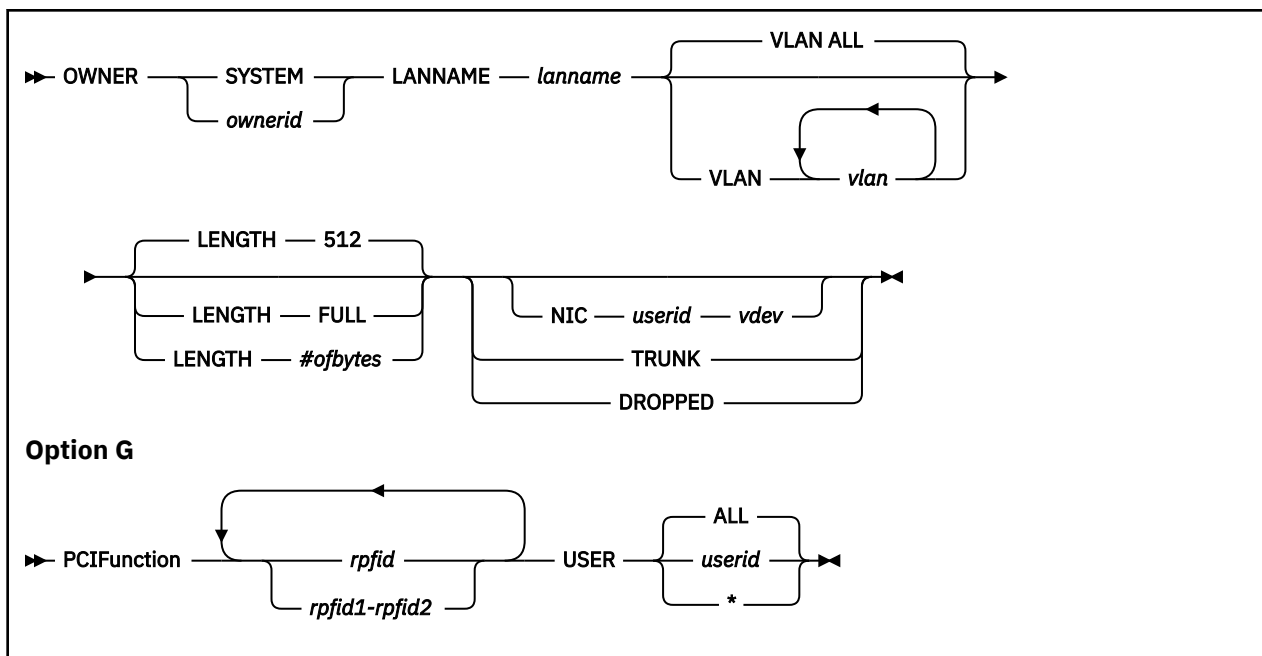 VLAN ALL
OWNER SYSTEM LANNAME lanname
ownerid
VLAN vlan
LENGTH 512
LENGTH FULL NIC userid vdev
LENGTH #ofbytes TRUNK
DROPPED
Option G
ALL
PCIFunction rpfid USER userid
rpfid1-rpfid2 *